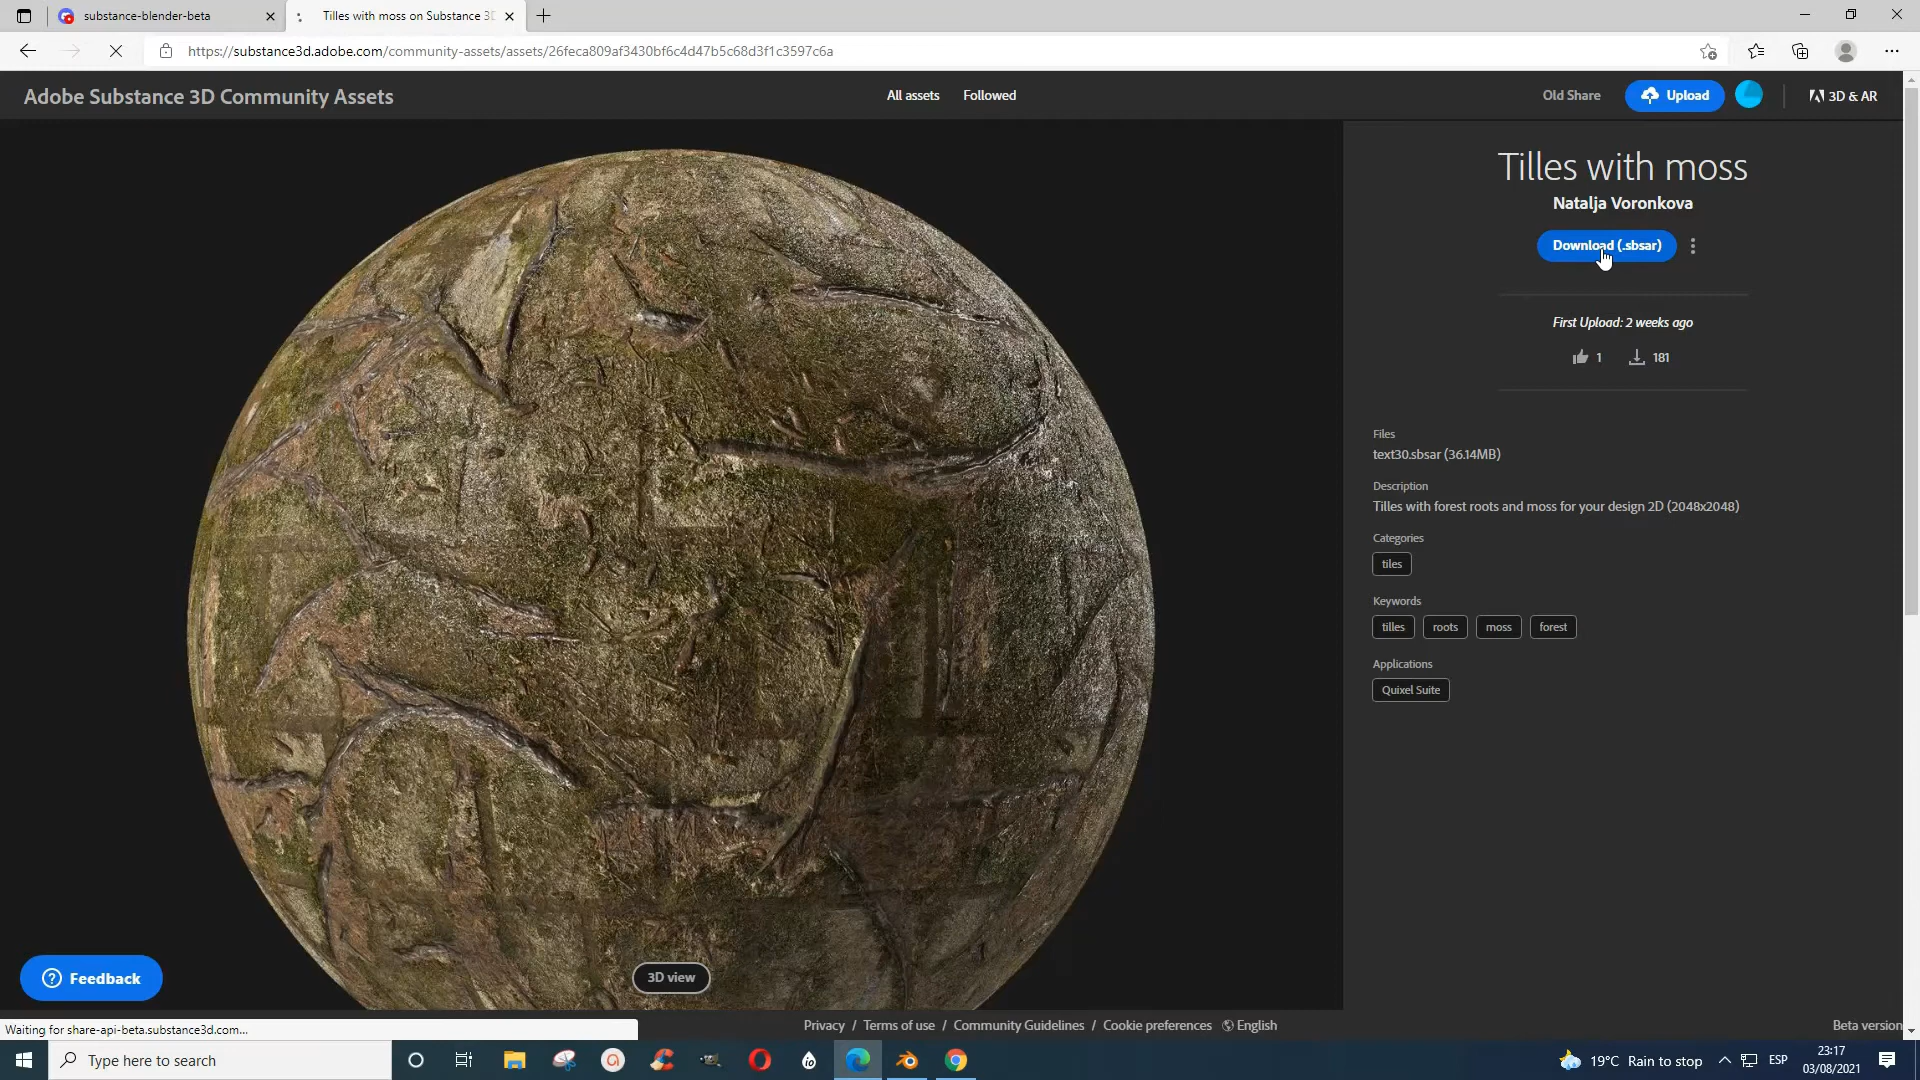 substance-blender-beta
Tilles with moss on Substance 3D
https://substance3d.adobe.com/community-assets/assets/26feca809af3430bf6c4d47b5c68d3f1c3597c6a
Adobe Substance 3D Community Assets
All assets
Followed
Old Share
Upload
3D & AR
Tilles with moss
Natalja Voronkova
Download (.sbsar)
First Upload: 2 weeks ago
1
181
Files
text30.sbsar (36.14MB)
Description
Tilles with forest roots and moss for your design 2D (2048x2048)
Categories
tiles
Keywords
tilles
roots
moss
forest
Applications
Quixel Suite
Feedback
3D view
Waiting for share-api-beta.substance3d.com...
Privacy / Terms of use / Community Guidelines / Cookie preferences
English
Beta version
Type here to search
19°C Rain to stop
ESP
23:17
03/08/2021